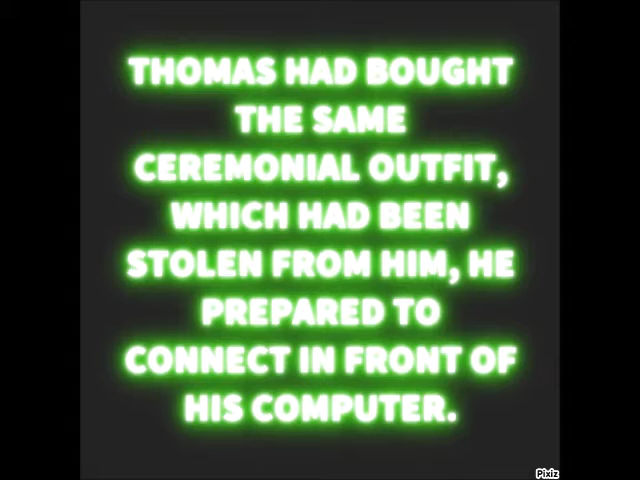 THOMAS HAD BOUGHT
THE SAME
CEREMONIAL OUTFIT,
WHICH HAD BEEN
STOLEN FROM HIM, HE
PREPARED TO
CONNECT IN FRONT OF
HIS COMPUTER.
Pixiz